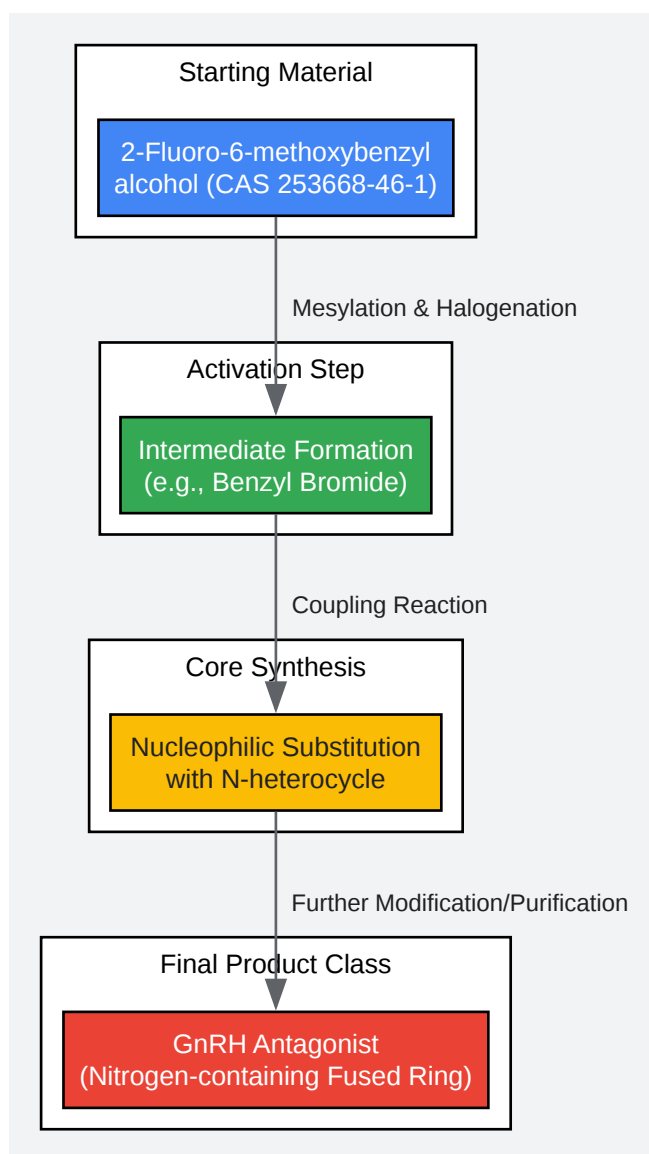 Starting Material
2-Fluoro-6-methoxybenzyl
alcohol (CAS 253668-46-1)
Mesylation & Halogenation
Activation Step
Intermediate Formation
(e.g., Benzyl Bromide)
Coupling Reaction
Core Synthesis
Nucleophilic Substitution
with N-heterocycle
Further Modification/Purification
Final Product Class
GnRH Antagonist
(Nitrogen-containing Fused Ring)